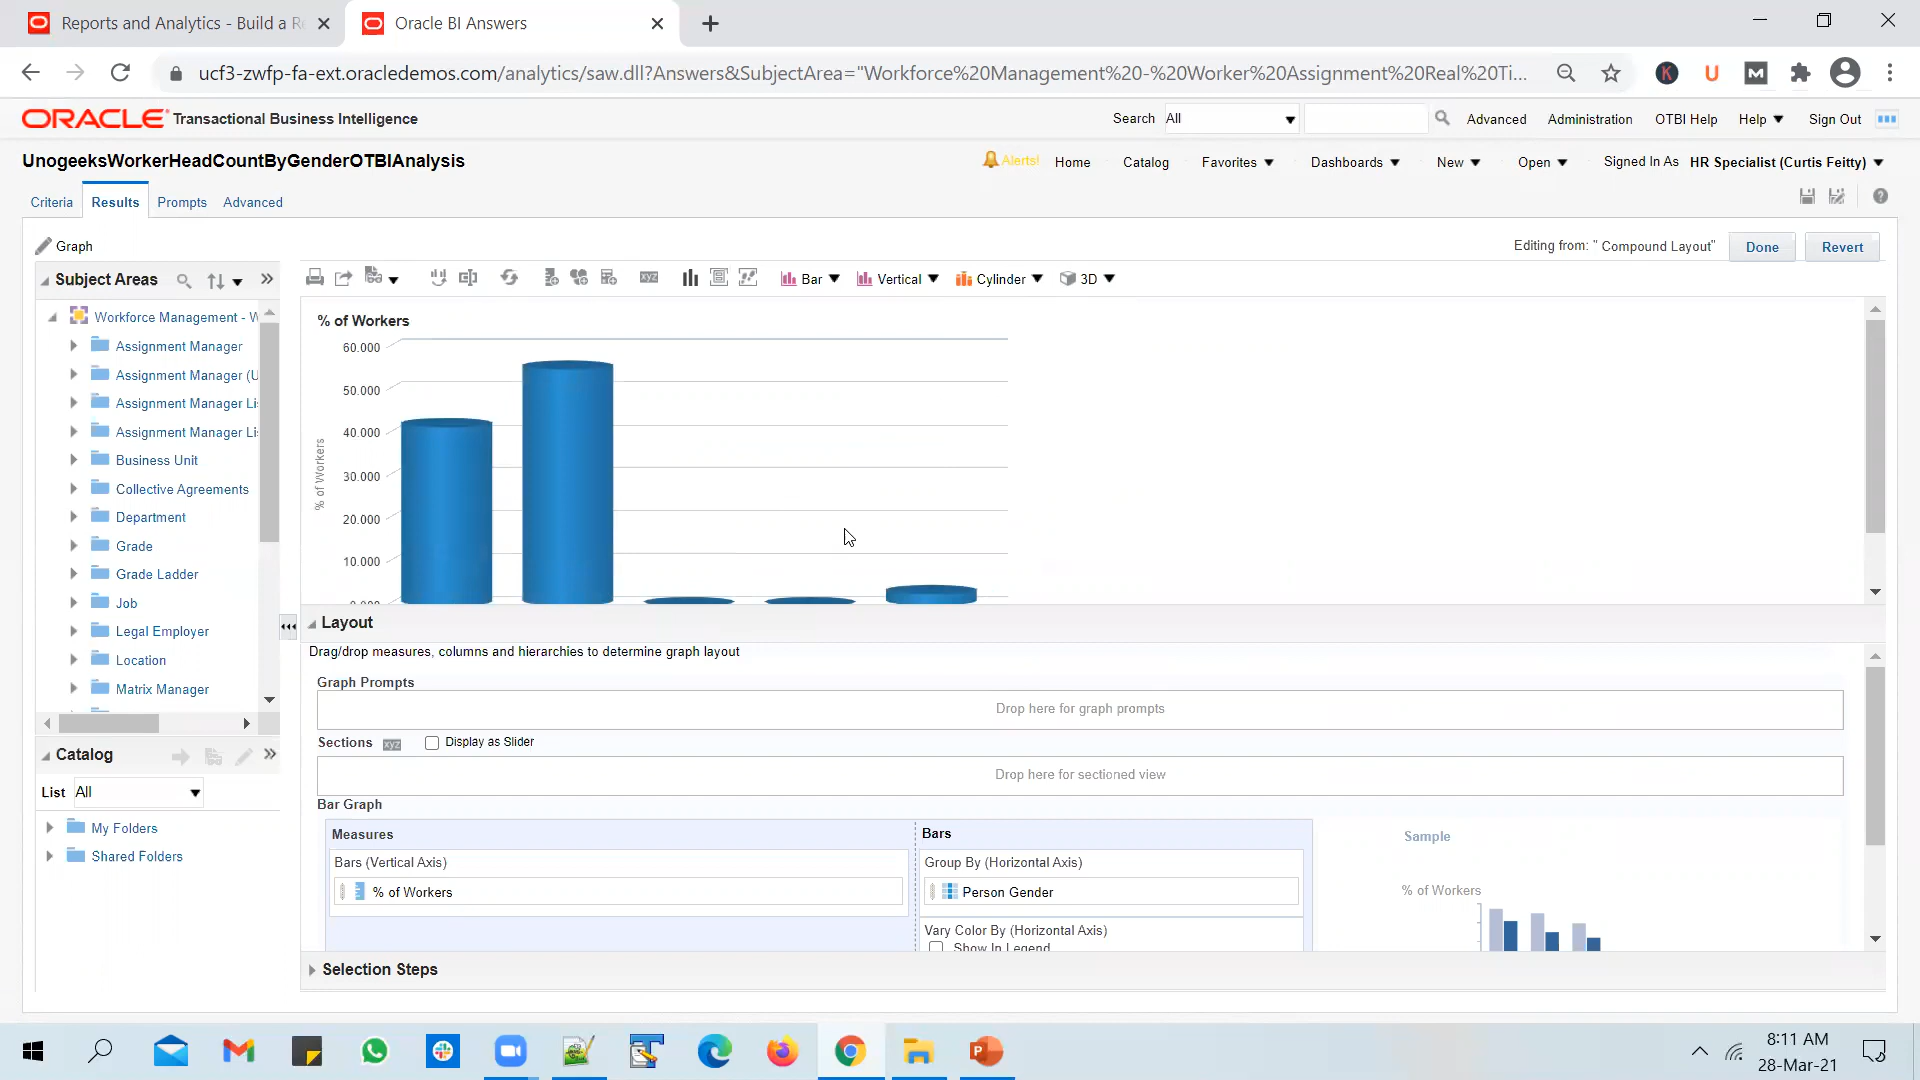 Reports and Analytics - Build a Re
Oracle BI Answers
ucf3-zwfp-fa-ext.oracledemos.com/analytics/saw.dll?Answers&SubjectArea="Workforce%20Management%20-%20Worker%20Assignment%20Real%20Ti...
ORACLE Transactional Business Intelligence
Search All Advanced Administration OTBI Help Help Sign Out
UnogeeksWorkerHeadCountByGenderOTBIAnalysis
Alerts! Home Catalog Favorites Dashboards New Open Signed In As HR Specialist (Curtis Feitty)
Criteria Results Prompts Advanced
Graph
Editing from: " Compound Layout" Done Revert
Subject Areas
Bar Vertical Cylinder 3D
Workforce Management - W
Assignment Manager
Assignment Manager (U
Assignment Manager Li
Assignment Manager Li
Business Unit
Collective Agreements
Department
Grade
Grade Ladder
Job
Legal Employer
Location
Matrix Manager
% of Workers
60.000
50.000
40.000
30.000
20.000
10.000
0.000
% of Workers
Layout
Drag/drop measures, columns and hierarchies to determine graph layout
Graph Prompts
Drop here for graph prompts
Sections xyz Display as Slider
Drop here for sectioned view
Bar Graph
Measures
Bars (Vertical Axis)
% of Workers
Bars
Group By (Horizontal Axis)
Person Gender
Vary Color By (Horizontal Axis)
Show In Legend
Sample
% of Workers
Selection Steps
Catalog
List All
My Folders
Shared Folders
8:11 AM
28-Mar-21